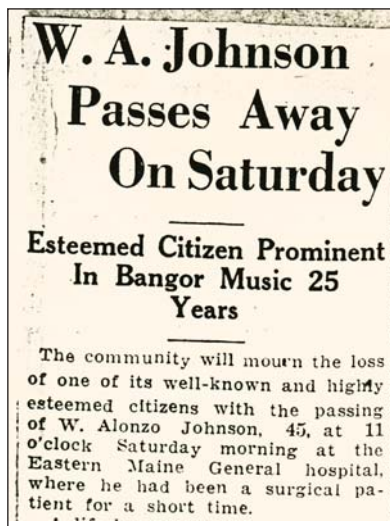 W. A. Johnson
Passes Away
On Saturday
Esteemed Citizen Prominent
In Bangor Music 25
Years
The community will mourn the loss
of one of its well-known and highly
esteemed citizens with the passing
of W. Alonzo Johnson, 45, at 11
o'clock Saturday morning at the
Eastern Maine General hospital,
where he had been a surgical pa-
tient for a short time.